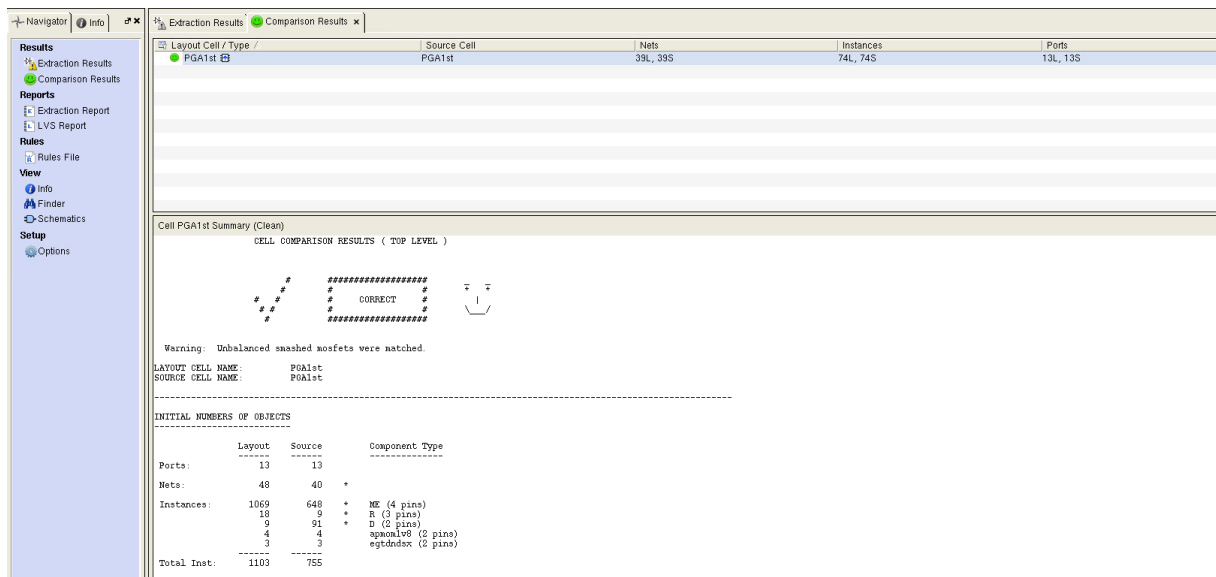 Navigator Info
Results
Extraction Results
Comparison Results
Reports
Extraction Report
LVS Report
Rules
Rules File
View
Info
Finder
Schematics
Setup
Options
Extraction Results Comparison Results
Layout Cell / Type Source Cell Nets Instances Ports
PGA1st PGA1st 39L, 39S 74L, 74S 13L, 13S
Cell PGA1st Summary (Clean)
CELL COMPARISON RESULTS ( TOP LEVEL )
# ################### _ _
# # # * *
# # # CORRECT # |
# # # # \___/
# ###################
Warning: Unbalanced smashed mosfets were matched.
LAYOUT CELL NAME: PGA1st
SOURCE CELL NAME: PGA1st
INITIAL NUMBERS OF OBJECTS
Layout Source Component Type
Ports: 13 13
Nets: 48 40 *
Instances: 1069 648 * ME (4 pins)
18 9 * R (3 pins)
9 91 * D (2 pins)
4 4 apmom1v8 (2 pins)
3 3 egtdndsx (2 pins)
Total Inst: 1103 755